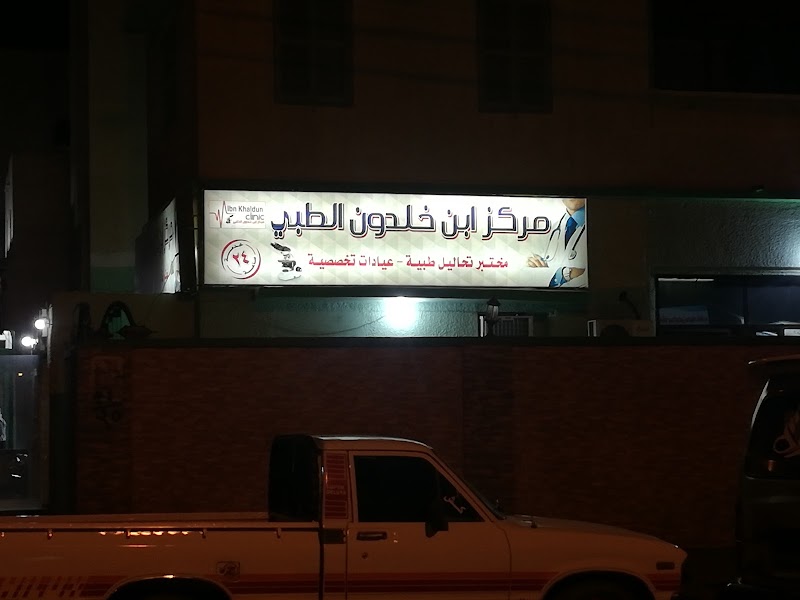 مركز ابن خلدون الطبي
مختبر تحاليل طبية - عيادات تخصصية
Ibn Khaldun
clinic
٢٤